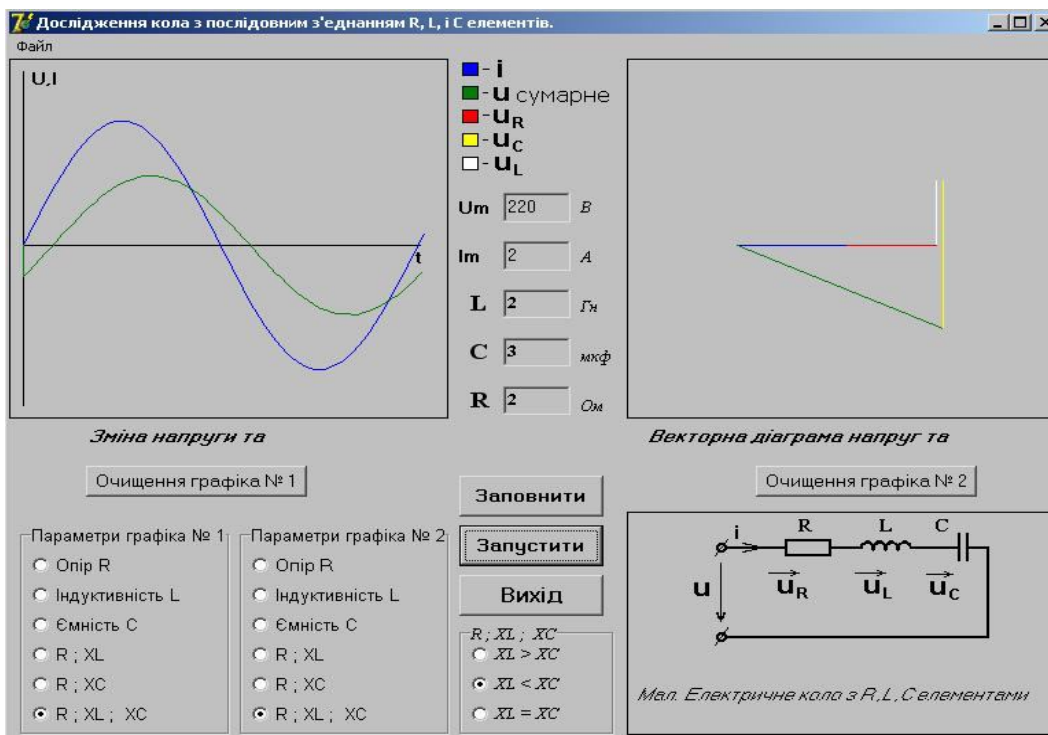 Дослідження кола з послідовним з'єднанням R, L, і C елементів.
Файл
U,I
t
- i
- u сумарне
- uR
- uC
- uL
Um 220 В
Im 2 А
L 2 Гн
C 3 мкф
R 2 Ом
Зміна напруги та
Векторна діаграма напруг та
Очищення графіка № 1
Очищення графіка № 2
Заповнити
Запустити
Вихід
Параметри графіка № 1
Опір R
Індуктивність L
Ємність C
R ; XL
R ; XC
R ; XL ; XC
Параметри графіка № 2
Опір R
Індуктивність L
Ємність C
R ; XL
R ; XC
R ; XL ; XC
R ; XL ; XC
XL > XC
XL < XC
XL = XC
i R L C
u uR uL uC
Мал. Електричне коло з R,L,C елементами